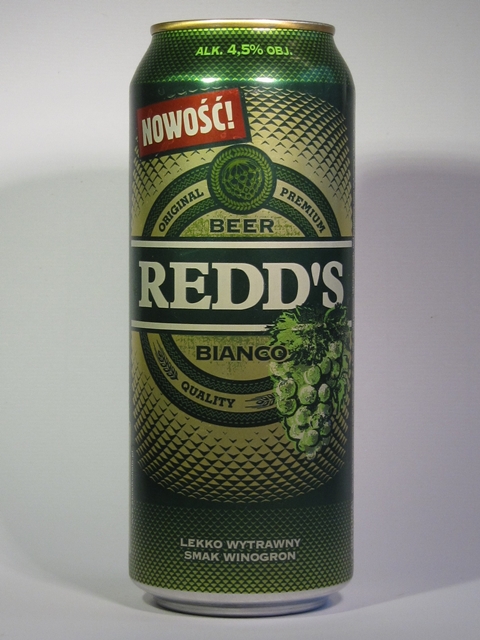 ALK. 4,5% OBJ.
NOWOŚĆ!
ORIGINAL PREMIUM
BEER
REDD'S
BIANCO
QUALITY
LEKKO WYTRAWNY
SMAK WINOGRON